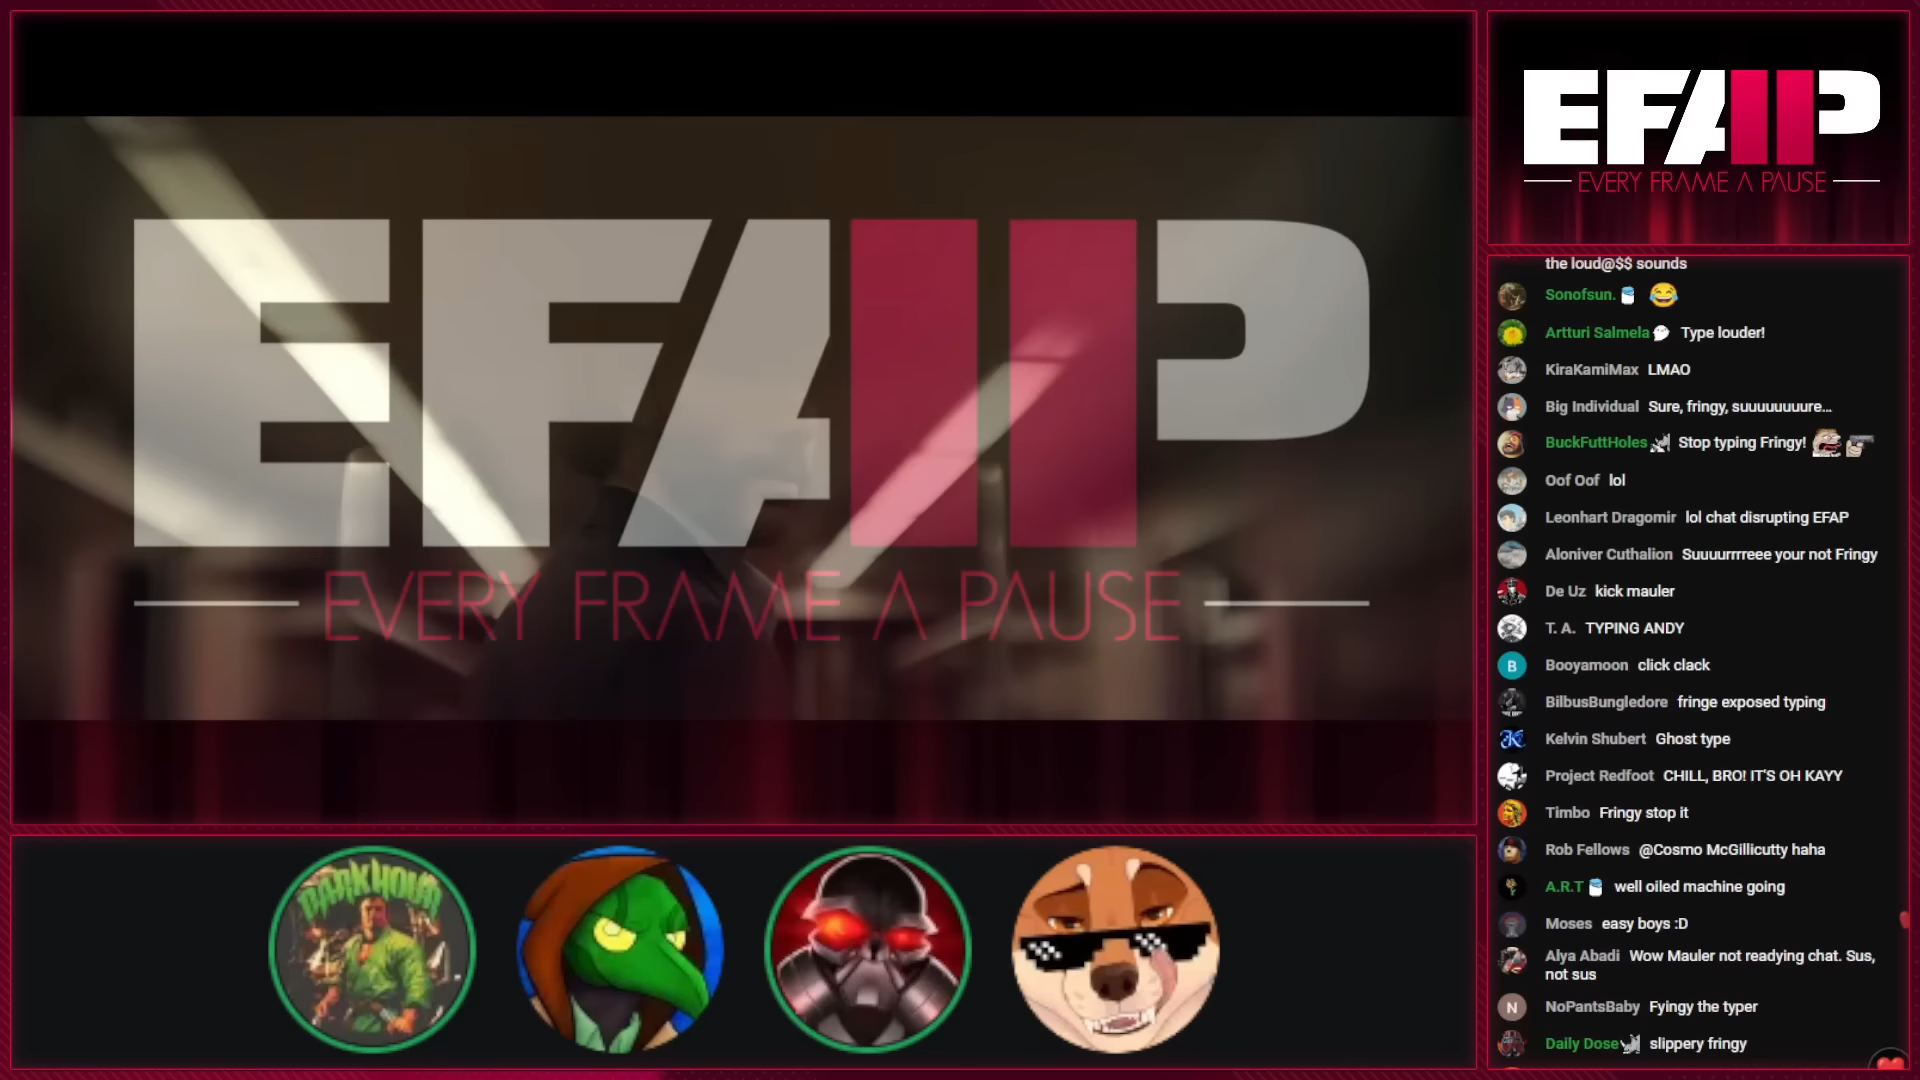 EFAP
EVERY FRAME A PAUSE
EFAP
EVERY FRAME A PAUSE
the loud@$$ sounds
Sonofsun. 😂
Artturi Salmela Type louder!
KiraKamiMax LMAO
Big Individual Sure, fringy, suuuuuuuure...
BuckFuttHoles Stop typing Fringy!
Oof Oof lol
Leonhart Dragomir lol chat disrupting EFAP
Aloniver Cuthalion Suuuurrrreee your not Fringy
De Uz kick mauler
T. A. TYPING ANDY
B Booyamoon click clack
BilbusBungledore fringe exposed typing
Kelvin Shubert Ghost type
Project Redfoot CHILL, BRO! IT'S OH KAYY
Timbo Fringy stop it
Rob Fellows @Cosmo McGillicutty haha
A.R.T well oiled machine going
Moses easy boys :D
Alya Abadi Wow Mauler not readying chat. Sus,
not sus
N NoPantsBaby Fyingy the typer
Daily Dose slippery fringy
DARKHOUR